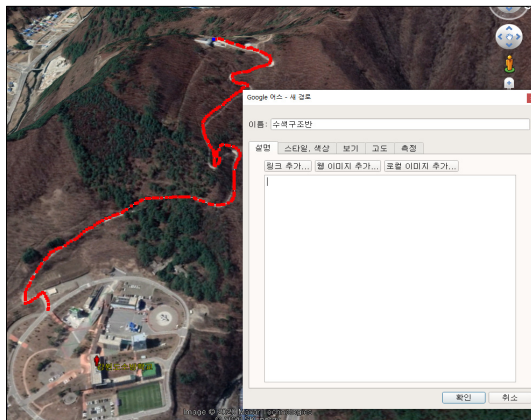 Google 어스 - 새 경로
이름: 수색구조반
설명 스타일, 색상 보기 고도 측정
링크 추가... 웹 이미지 추가... 로컬 이미지 추가...
확인 취소